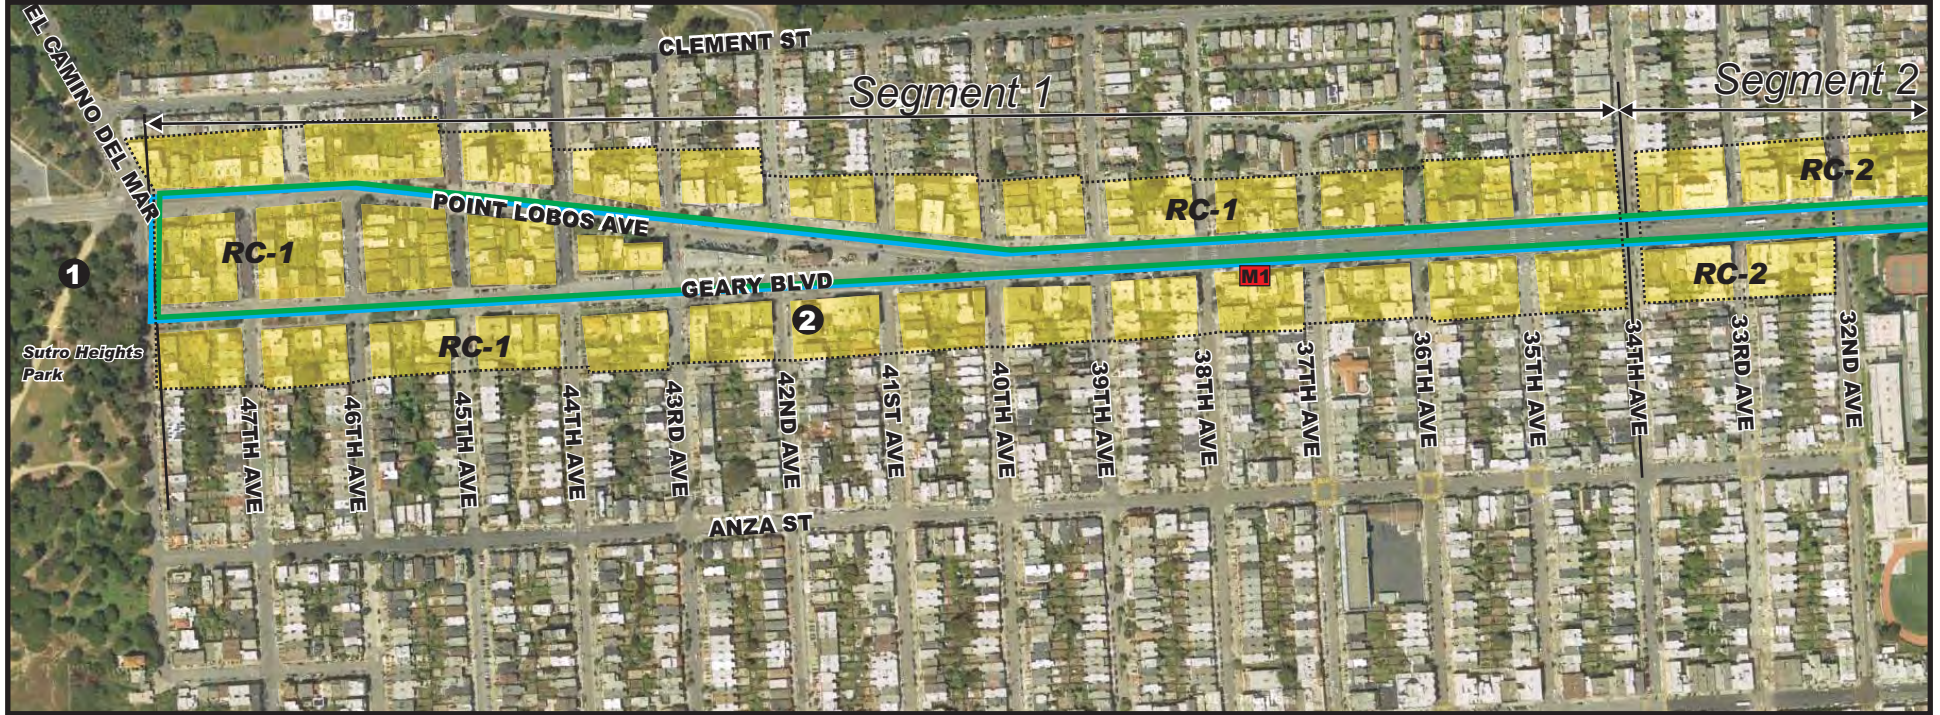 EL CAMINO DEL MAR
CLEMENT ST
Segment 1
Segment 2
RC-2
RC-1
POINT LOBOS AVE
RC-1
1
GEARY BLVD
M1
RC-2
2
RC-1
Sutro Heights
Park
47TH AVE
46TH AVE
45TH AVE
44TH AVE
43RD AVE
42ND AVE
41ST AVE
40TH AVE
39TH AVE
38TH AVE
37TH AVE
36TH AVE
35TH AVE
34TH AVE
33RD AVE
32ND AVE
ANZA ST